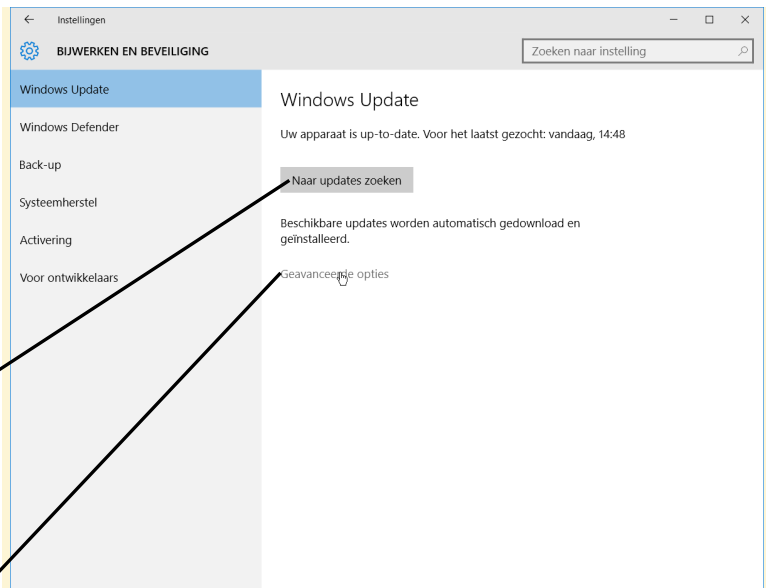 Instellingen
BIJWERKEN EN BEVEILIGING
Zoeken naar instelling
Windows Update
Windows Defender
Back-up
Systeemherstel
Activering
Voor ontwikkelaars
Windows Update
Uw apparaat is up-to-date. Voor het laatst gezocht: vandaag, 14:48
Naar updates zoeken
Beschikbare updates worden automatisch gedownload en
geïnstalleerd.
Geavanceerde opties